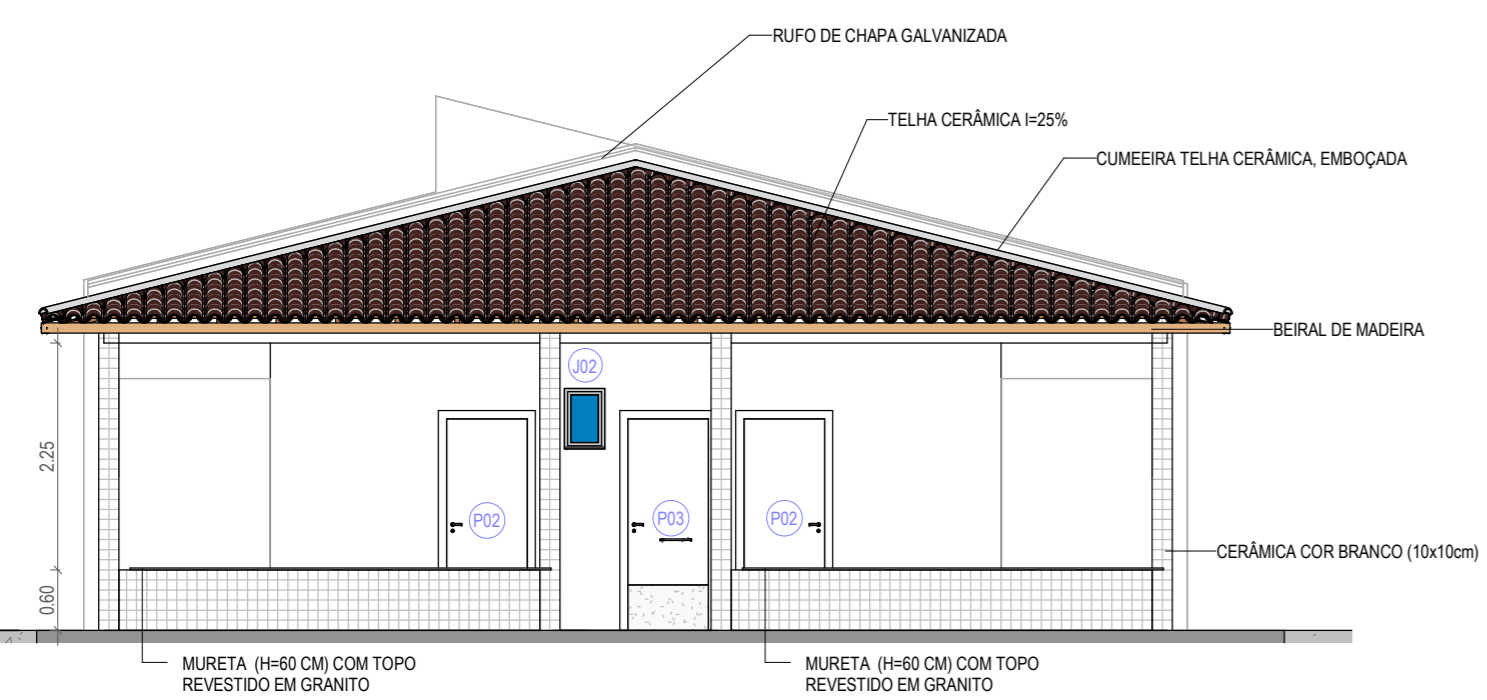 RUFO DE CHAPA GALVANIZADA
TELHA CERÂMICA I=25%
CUMEEIRA TELHA CERÂMICA, EMBOÇADA
BEIRAL DE MADEIRA
J02
2.25
P02
P03
P02
CERÂMICA COR BRANCO (10x10cm)
0.60
MURETA (H=60 CM) COM TOPO
REVESTIDO EM GRANITO
MURETA (H=60 CM) COM TOPO
REVESTIDO EM GRANITO